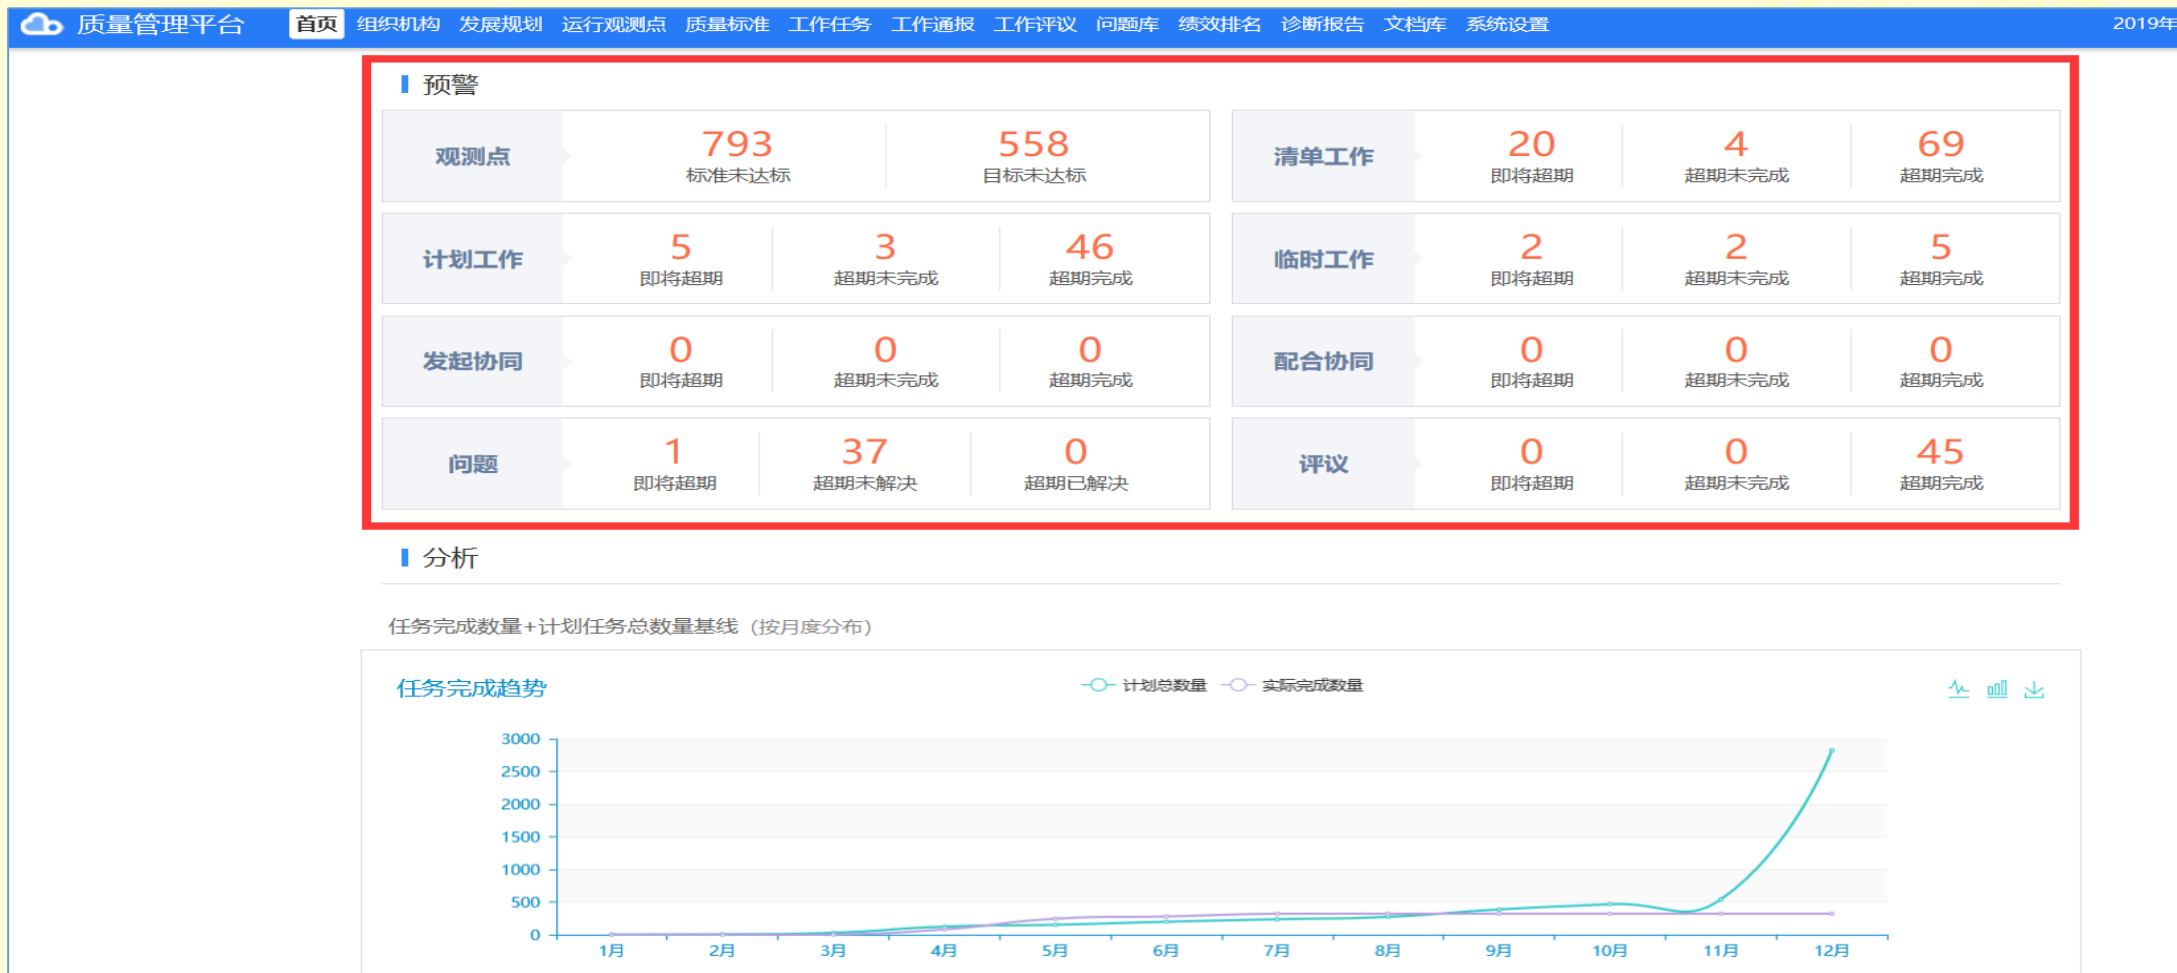 质量管理平台 首页 组织机构 发展规划 运行观测点 质量标准 工作任务 工作通报 工作评议 问题库 绩效排名 诊断报告 文档库 系统设置 2019年
预警
观测点 793 标准未达标 558 目标未达标
清单工作 20 即将超期 4 超期未完成 69 超期完成
计划工作 5 即将超期 3 超期未完成 46 超期完成
临时工作 2 即将超期 2 超期未完成 5 超期完成
发起协同 0 即将超期 0 超期未完成 0 超期完成
配合协同 0 即将超期 0 超期未完成 0 超期完成
问题 1 即将超期 37 超期未解决 0 超期已解决
评议 0 即将超期 0 超期未完成 45 超期完成
分析
任务完成数量+计划任务总数量基线 (按月度分布)
任务完成趋势 计划总数量 实际完成数量
3000
2500
2000
1500
1000
500
0
1月 2月 3月 4月 5月 6月 7月 8月 9月 10月 11月 12月